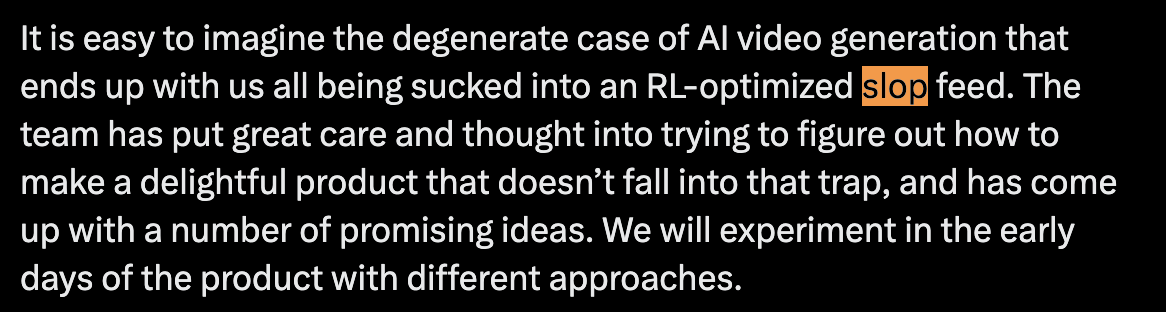 It is easy to imagine the degenerate case of AI video generation that
ends up with us all being sucked into an RL-optimized slop feed. The
team has put great care and thought into trying to figure out how to
make a delightful product that doesn’t fall into that trap, and has come
up with a number of promising ideas. We will experiment in the early
days of the product with different approaches.